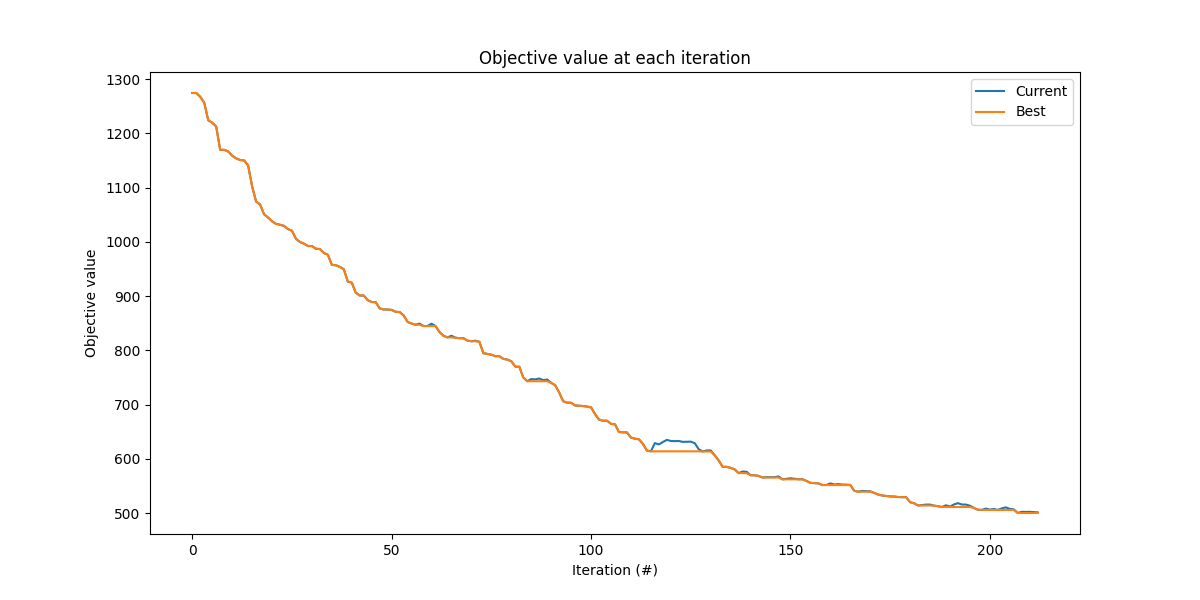 Objective value at each iteration
Current
Best
Objective value
1300
1200
1100
1000
900
800
700
600
500
0 50 100 150 200
Iteration (#)